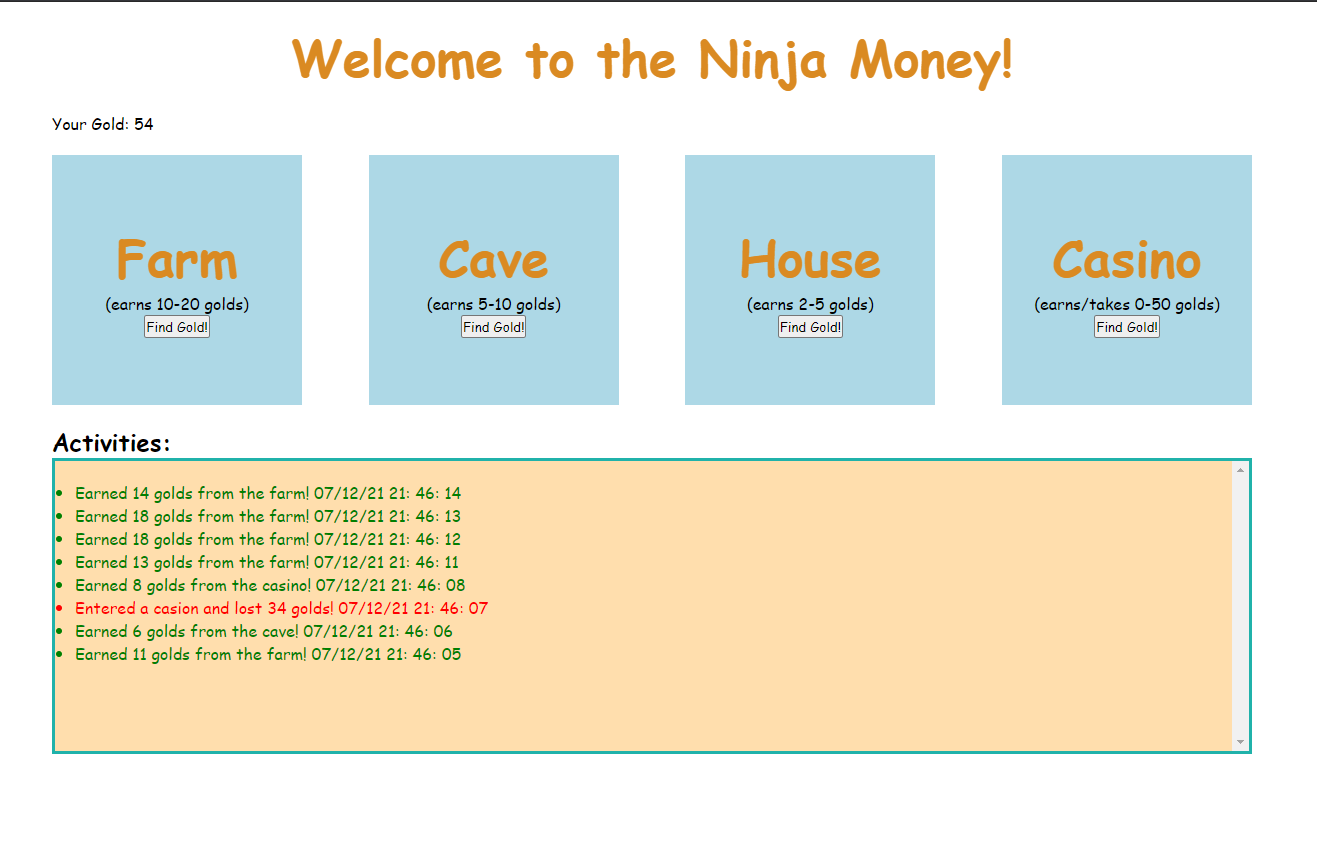 Welcome to the Ninja Money!
Your Gold: 54
Farm
(earns 10-20 golds)
Find Gold!
Cave
(earns 5-10 golds)
Find Gold!
House
(earns 2-5 golds)
Find Gold!
Casino
(earns/takes 0-50 golds)
Find Gold!
Activities:
Earned 14 golds from the farm! 07/12/21 21: 46: 14
Earned 18 golds from the farm! 07/12/21 21: 46: 13
Earned 18 golds from the farm! 07/12/21 21: 46: 12
Earned 13 golds from the farm! 07/12/21 21: 46: 11
Earned 8 golds from the casino! 07/12/21 21: 46: 08
Entered a casion and lost 34 golds! 07/12/21 21: 46: 07
Earned 6 golds from the cave! 07/12/21 21: 46: 06
Earned 11 golds from the farm! 07/12/21 21: 46: 05